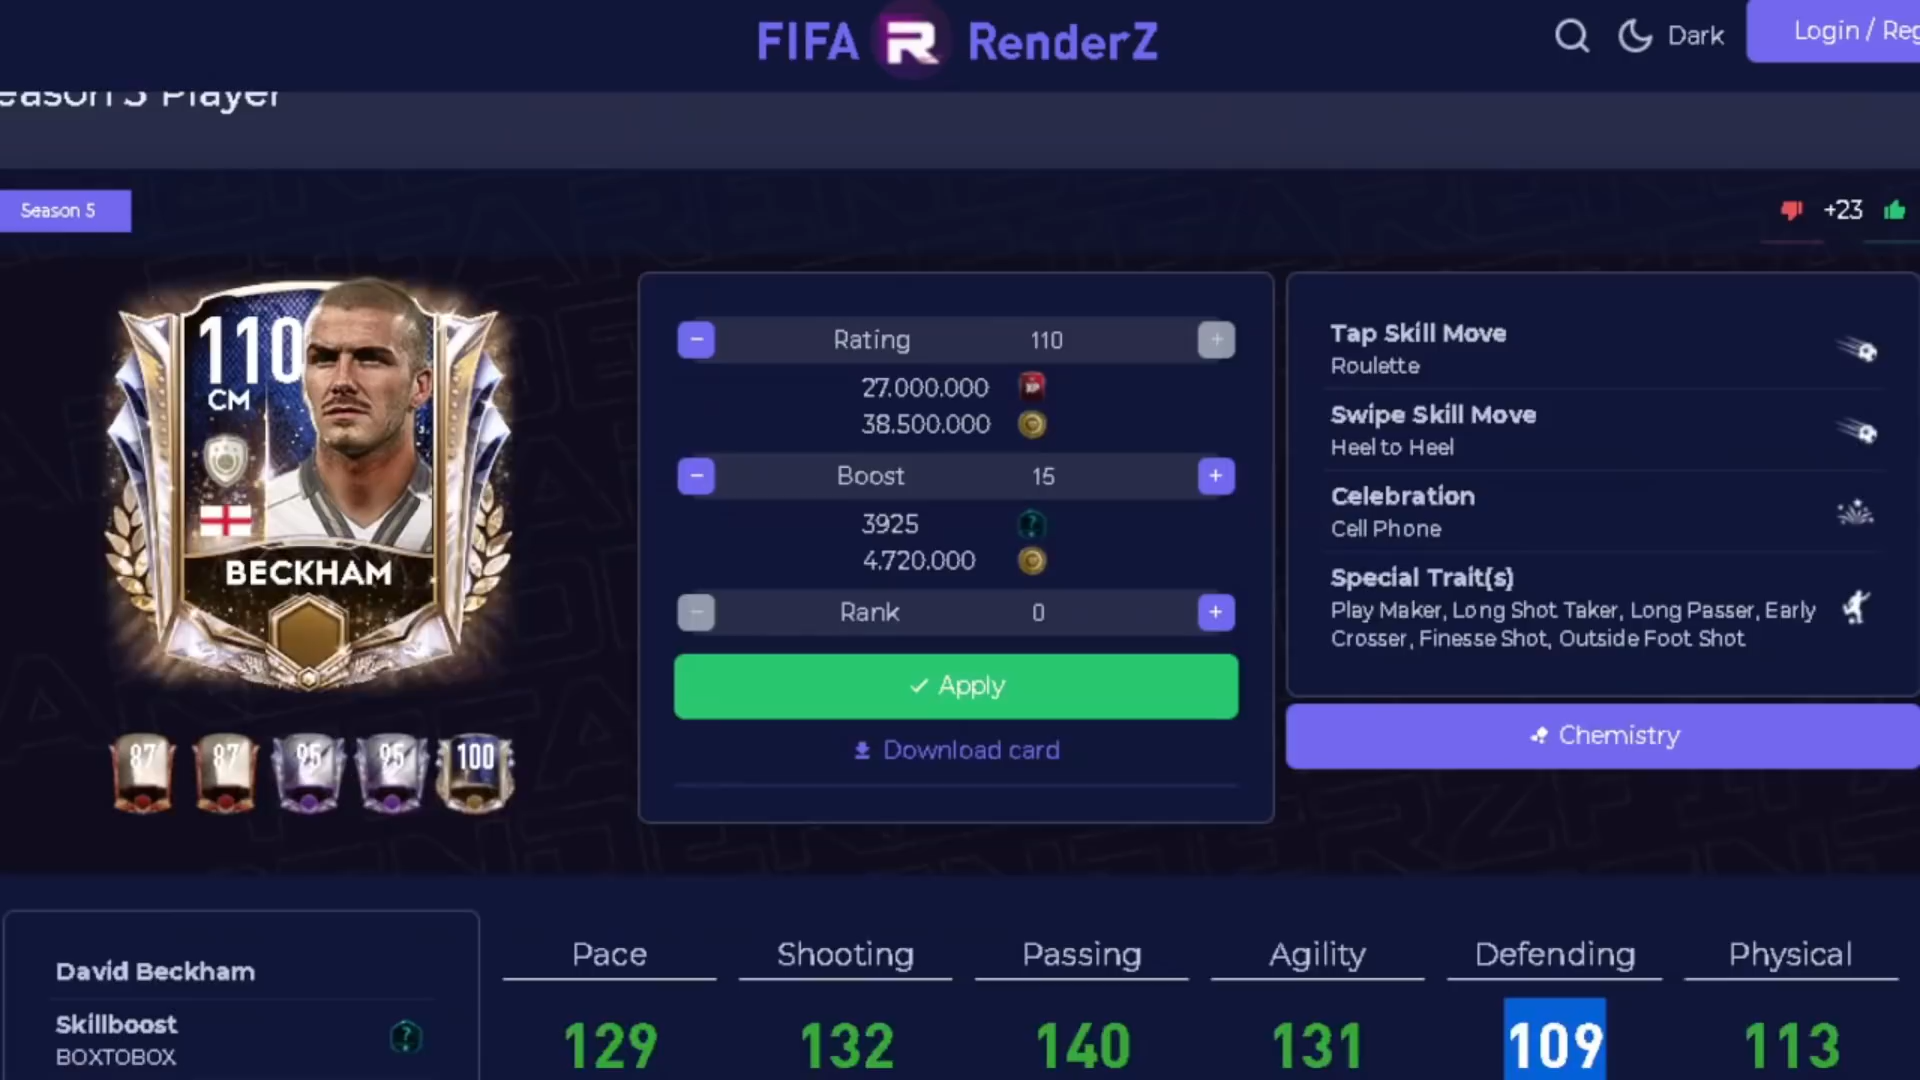 FIFA R RenderZ
Dark
Login / Reg
eason 5 Player
Season 5
+23
110
CM
BECKHAM
87
87
95
95
100
Rating 110
27.000.000
38.500.000
Boost 15
3925
4.720.000
Rank 0
Apply
Download card
Tap Skill Move
Roulette
Swipe Skill Move
Heel to Heel
Celebration
Cell Phone
Special Trait(s)
Play Maker, Long Shot Taker, Long Passer, Early
Crosser, Finesse Shot, Outside Foot Shot
Chemistry
David Beckham
Skillboost
BOXTOBOX
Pace Shooting Passing Agility Defending Physical
129 132 140 131 109 113